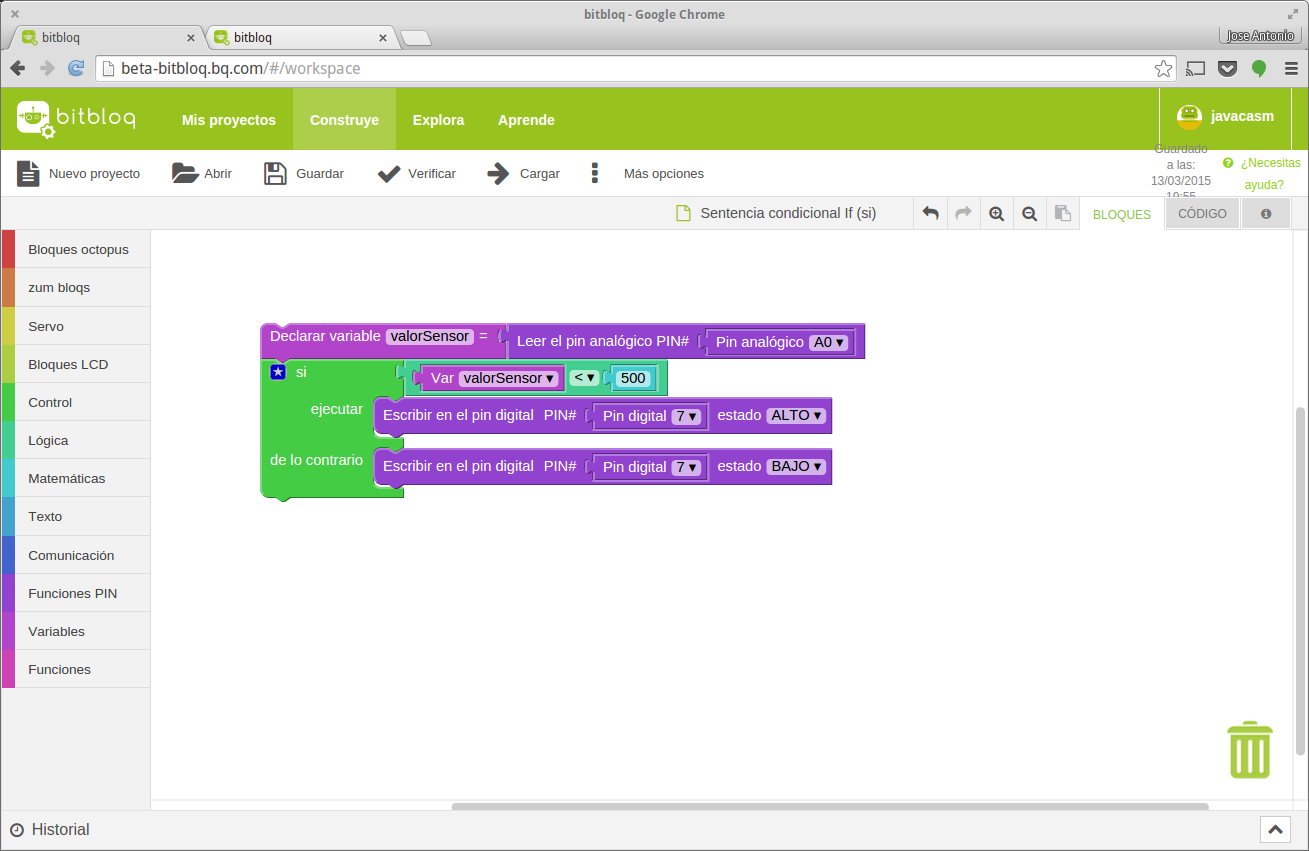 bitbloq - Google Chrome
bitbloq
bitbloq
Jose Antonio
beta-bitbloq.bq.com/#/workspace
bitbloq
Mis proyectos
Construye
Explora
Aprende
javacasm
Nuevo proyecto
Abrir
Guardar
Verificar
Cargar
Más opciones
Guardado
a las:
13/03/2015
19:55
¿Necesitas
ayuda?
Sentencia condicional If (si)
BLOQUES
CÓDIGO
Bloques octopus
zum bloqs
Servo
Bloques LCD
Control
Lógica
Matemáticas
Texto
Comunicación
Funciones PIN
Variables
Funciones
Declarar variable valorSensor = Leer el pin analógico PIN# Pin analógico A0 ▾
si Var valorSensor ▾ < ▾ 500
ejecutar Escribir en el pin digital PIN# Pin digital 7 ▾ estado ALTO ▾
de lo contrario Escribir en el pin digital PIN# Pin digital 7 ▾ estado BAJO ▾
Historial